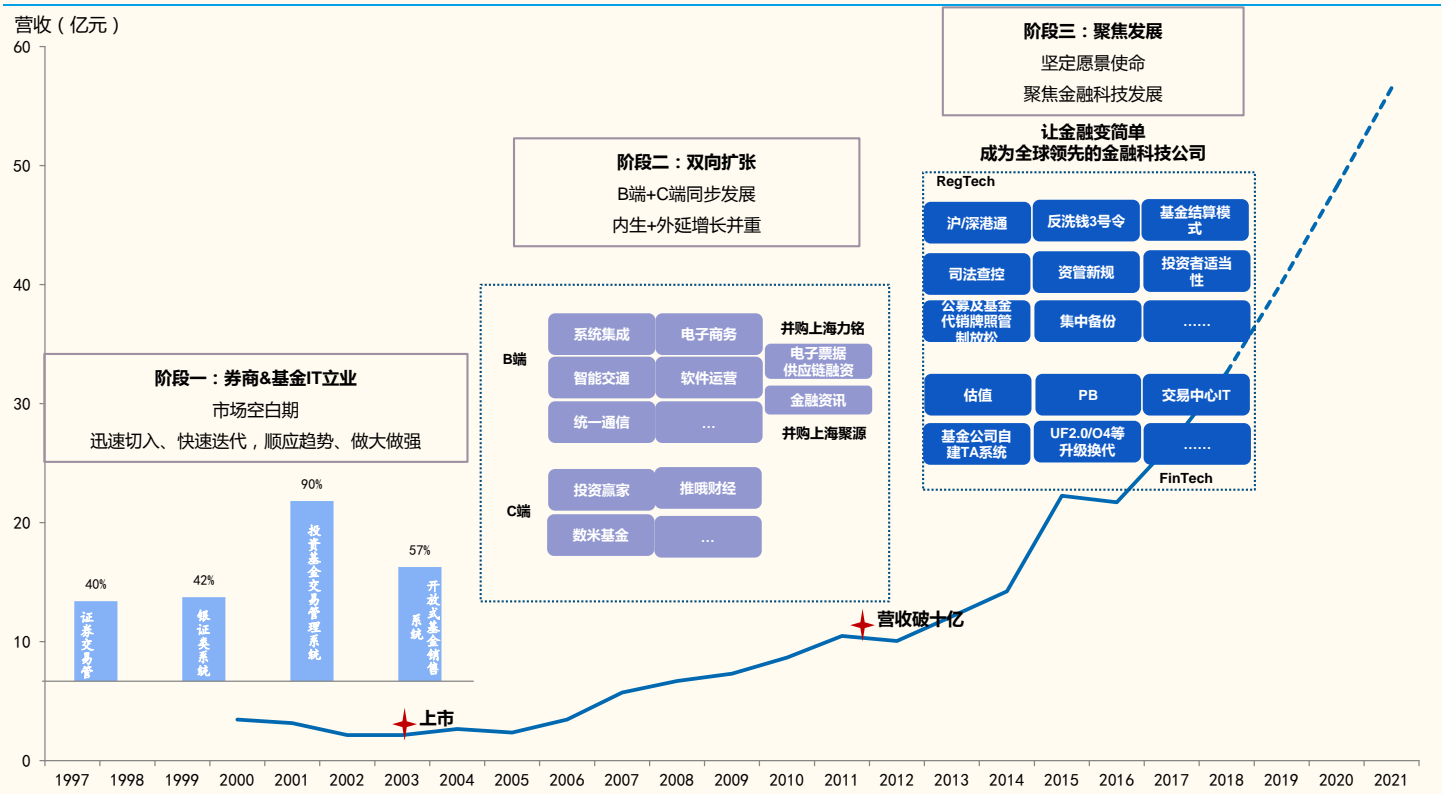 营收（亿元）
60
50
40
30
20
10
0
阶段一：券商&基金IT立业
市场空白期
迅速切入、快速迭代，顺应趋势、做大做强
40%
42%
90%
57%
证券交易管
银证类系统
投资基金交易管理系统
开放式基金销售
系统
上市
阶段二：双向扩张
B端+C端同步发展
内生+外延增长并重
B端
系统集成
电子商务
并购上海力铭
电子票据
供应链融资
智能交通
软件运营
金融资讯
统一通信
…
并购上海聚源
C端
投资赢家
推哦财经
数米基金
…
营收破十亿
阶段三：聚焦发展
坚定愿景使命
聚焦金融科技发展
让金融变简单
成为全球领先的金融科技公司
RegTech
沪/深港通
反洗钱3号令
基金结算模
式
司法查控
资管新规
投资者适当
性
公募及基金
代销牌照管
制放松
集中备份
……
估值
PB
交易中心IT
基金公司自
建TA系统
UF2.0/O4等
升级换代
……
FinTech
1997
1998
1999
2000
2001
2002
2003
2004
2005
2006
2007
2008
2009
2010
2011
2012
2013
2014
2015
2016
2017
2018
2019
2020
2021